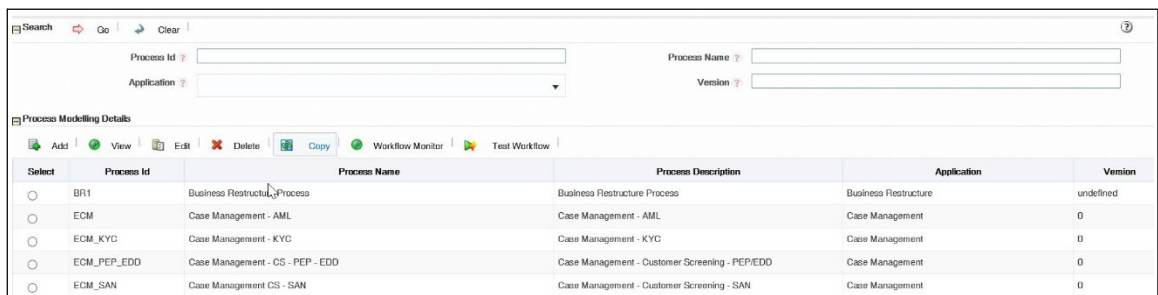 Search Go Clear
Process Id ? Process Name ?
Application ? Version ?
Process Modelling Details
Add View Edit Delete Copy Workflow Monitor Test Workflow
Select Process Id Process Name Process Description Application Version
BR1 Business Restructure Process Business Restructure Process Business Restructure undefined
ECM Case Management - AML Case Management - AML Case Management 0
ECM_KYC Case Management - KYC Case Management - KYC Case Management 0
ECM_PEP_EDD Case Management - CS - PEP - EDD Case Management - Customer Screening - PEP/EDD Case Management 0
ECM_SAN Case Management CS - SAN Case Management - Customer Screening - SAN Case Management 0